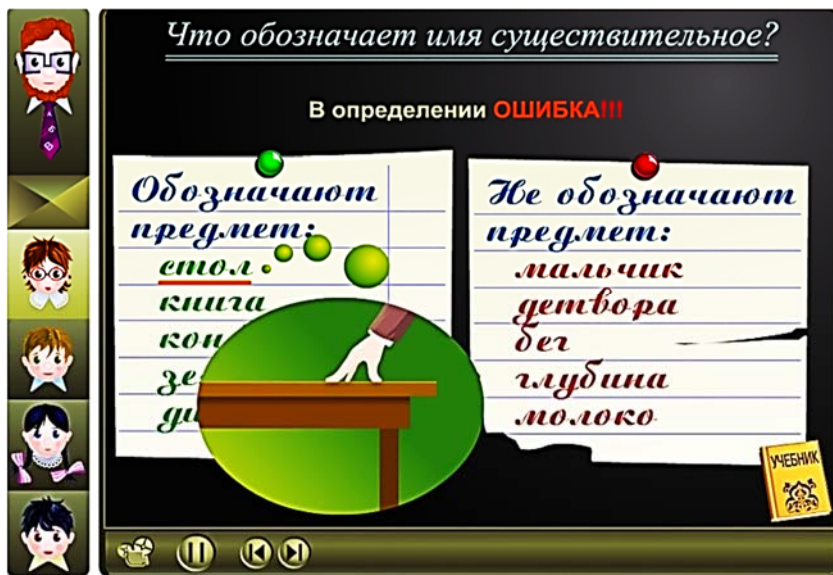 Что обозначает имя существительное?
В определении ОШИБКА!!!
Обозначают
предмет:
стол
книга
Не обозначают
предмет:
мальчик
детвора
бег
глубина
молоко
УЧЕБНИК
А
Б
В